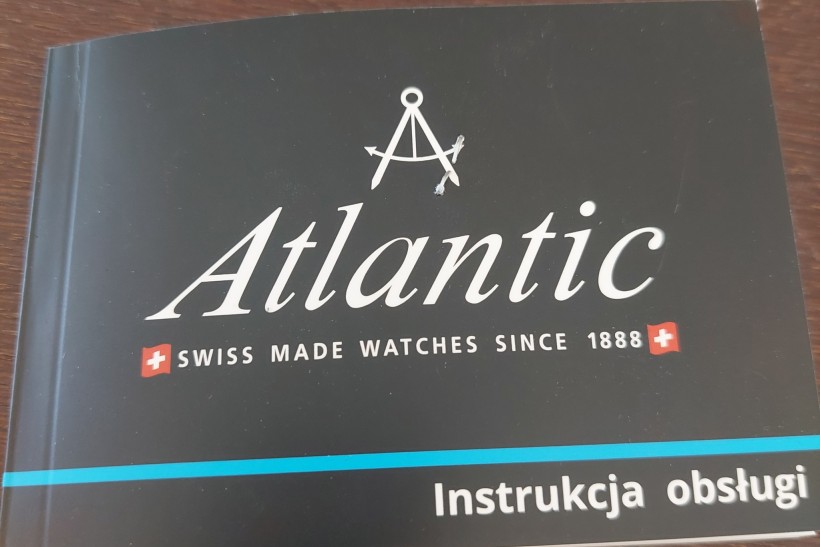 Atlantic
SWISS MADE WATCHES SINCE 1888
Instrukcja obsługi